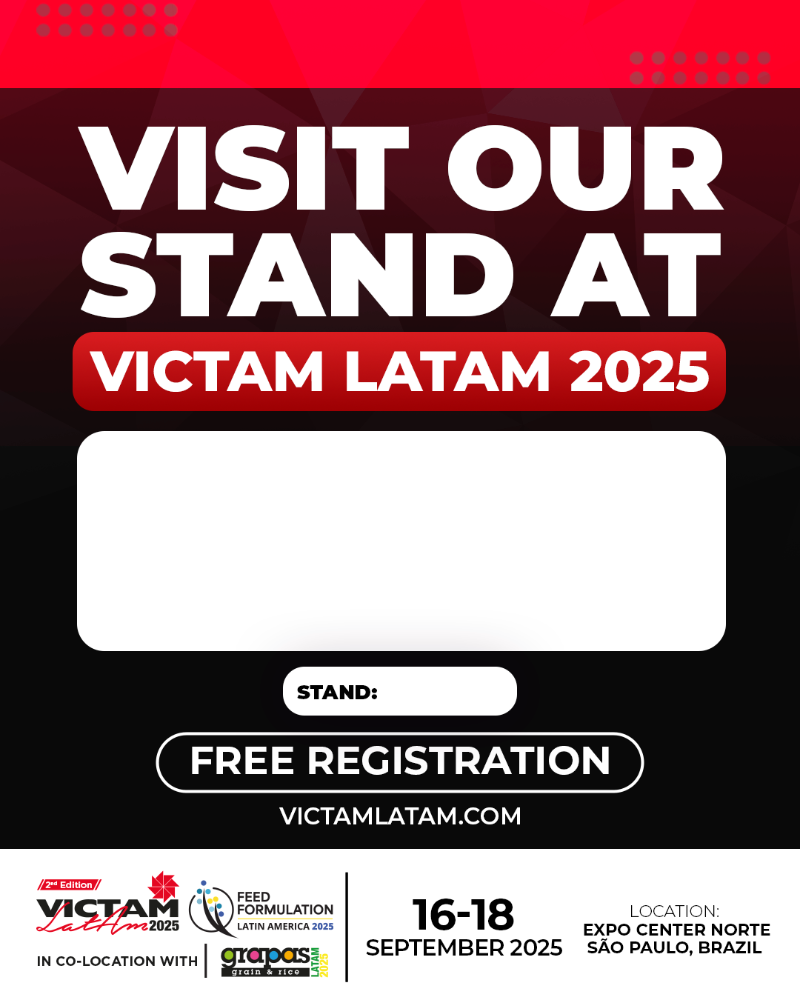 VISIT OUR
STAND AT
VICTAM LATAM 2025
STAND:
FREE REGISTRATION
VICTAMLATAM.COM
2nd Edition
VICTAM
LatAm 2025
FEED
FORMULATION
LATIN AMERICA 2025
IN CO-LOCATION WITH
grapas
grain & rice
LATAM
2025
16-18
SEPTEMBER 2025
LOCATION:
EXPO CENTER NORTE
SÃO PAULO, BRAZIL